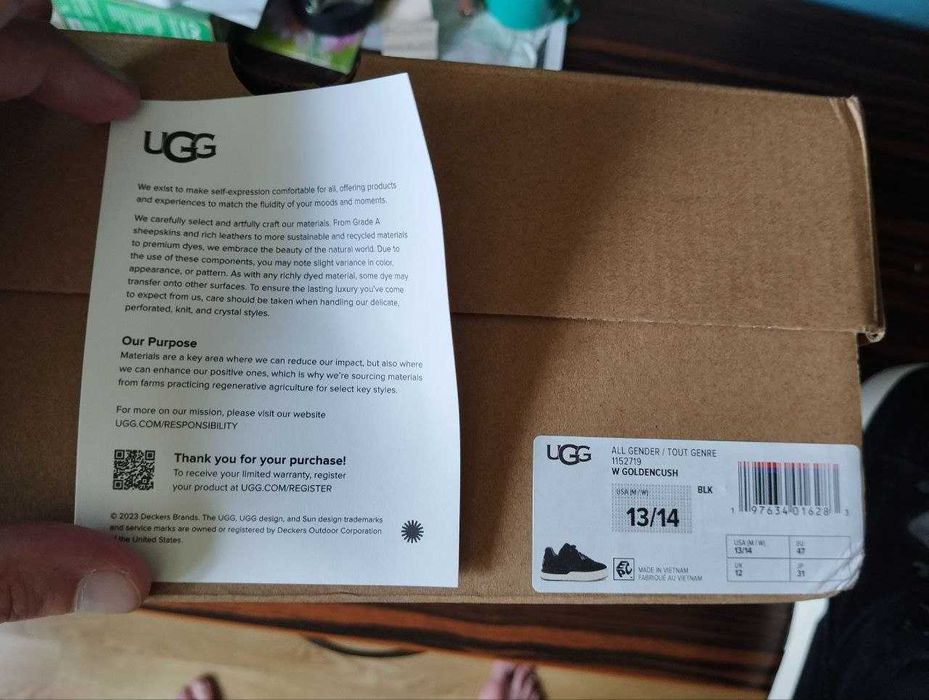 UGG
We exist to make self-expression comfortable for all, offering products
and experiences to match the fluidity of your moods and moments.
We carefully select and artfully craft our materials. From Grade A
sheepskins and rich leathers to more sustainable and recycled materials
to premium dyes, we embrace the beauty of the natural world. Due to
the use of these components, you may note slight variance in color,
appearance, or pattern. As with any richly dyed material, some dye may
transfer onto other surfaces. To ensure the lasting luxury you've come
to expect from us, care should be taken when handling our delicate,
perforated, knit, and crystal styles.
Our Purpose
Materials are a key area where we can reduce our impact, but also where
we can enhance our positive ones, which is why we're sourcing materials
from farms practicing regenerative agriculture for select key styles.
For more on our mission, please visit our website
UGG.COM/RESPONSIBILITY
Thank you for your purchase!
To receive your limited warranty, register
your product at UGG.COM/REGISTER
© 2023 Deckers Brands. The UGG, UGG design, and Sun design trademarks
and service marks are owned or registered by Deckers Outdoor Corporation
the United States.
UGG
ALL GENDER / TOUT GENRE
1152719
W GOLDENCUSH
USA (M / W)
BLK
13/14
1 97634 01628 3
USA (M / W)
13/14
EU
47
UK
12
JP
31
MADE IN VIETNAM
FABRIQUÉ AU VIETNAM